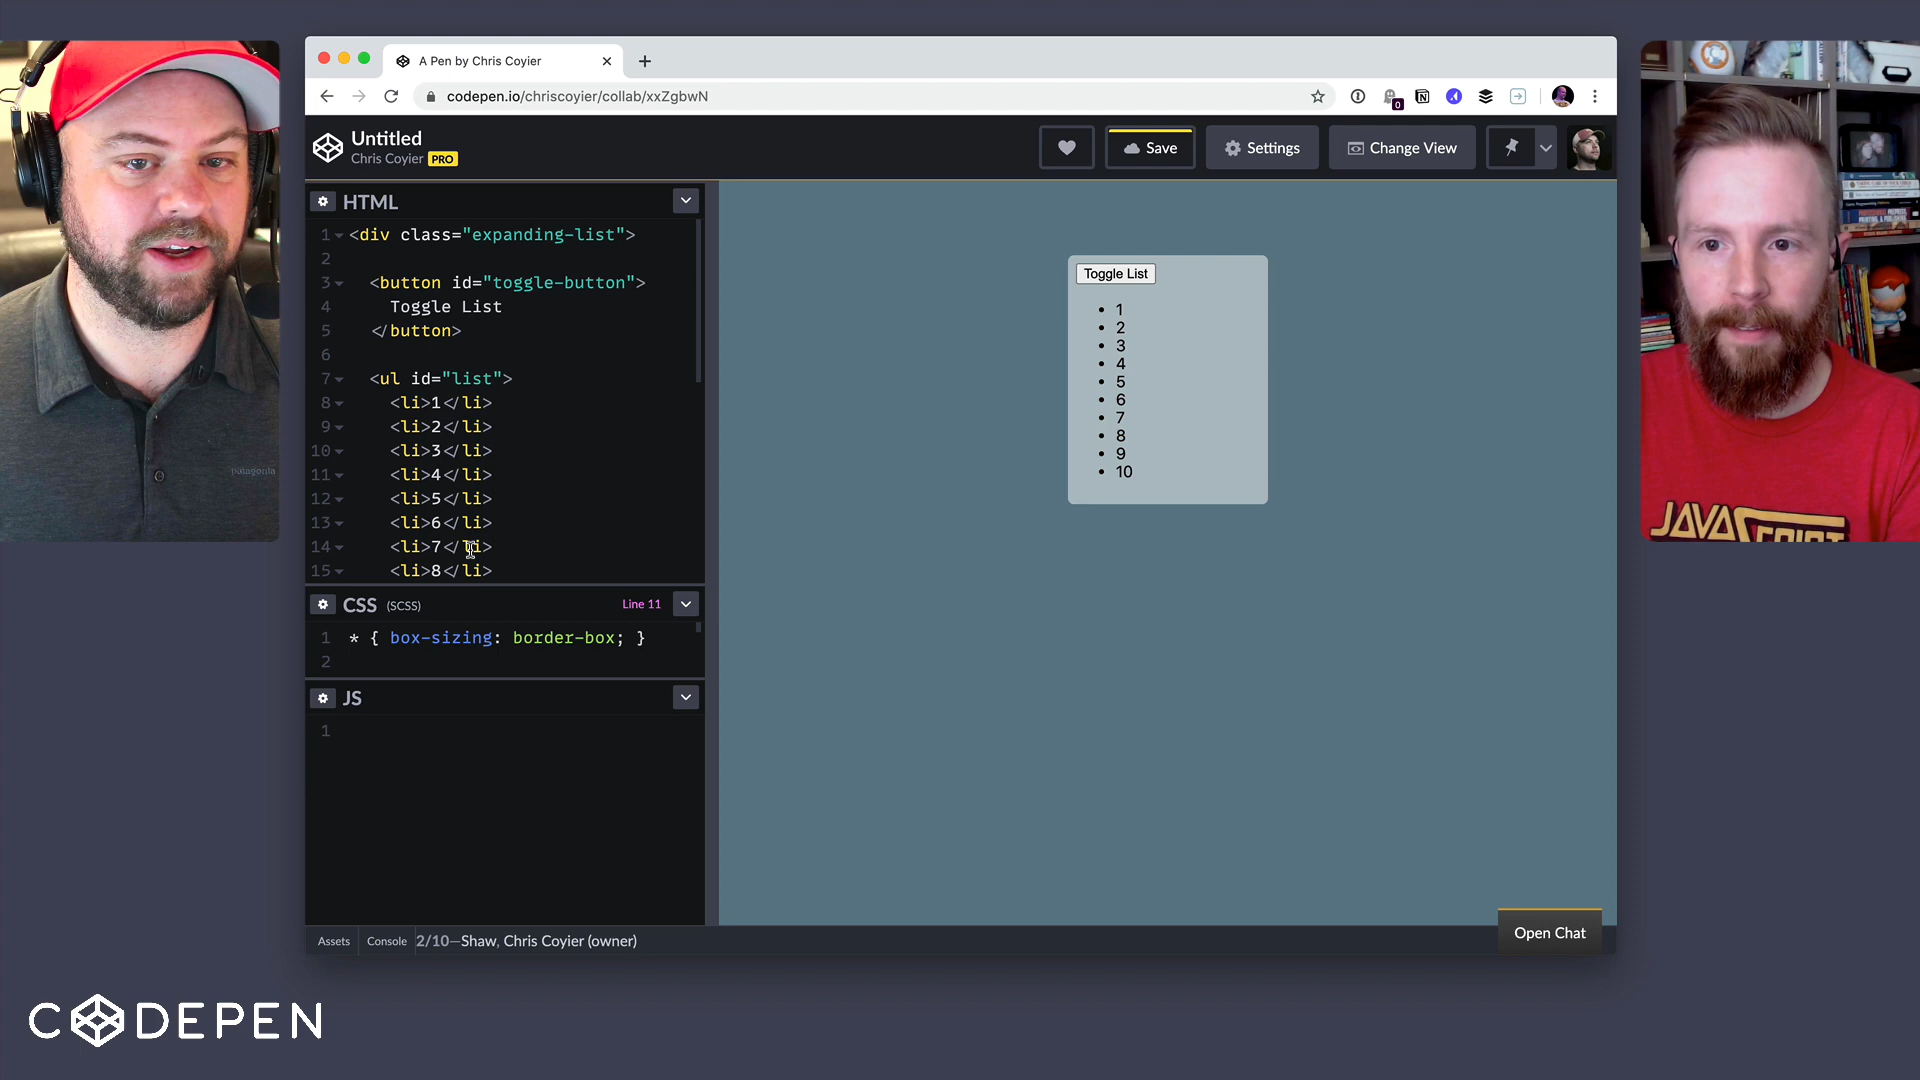 A Pen by Chris Coyier
codepen.io/chriscoyier/collab/xxZgbwN
0
Untitled
Chris Coyier PRO
Save
Settings
Change View
HTML
1 <div class="expanding-list">
2
3 <button id="toggle-button">
4 Toggle List
5 </button>
6
7 <ul id="list">
8 <li>1</li>
9 <li>2</li>
10 <li>3</li>
11 <li>4</li>
12 <li>5</li>
13 <li>6</li>
14 <li>7</li>
15 <li>8</li>
CSS (SCSS) Line 11
1 * { box-sizing: border-box; }
2
JS
1
Assets Console 2/10—Shaw, Chris Coyier (owner)
Toggle List
• 1
• 2
• 3
• 4
• 5
• 6
• 7
• 8
• 9
• 10
Open Chat
patagonia
JAVASCRIPT
CODEPEN